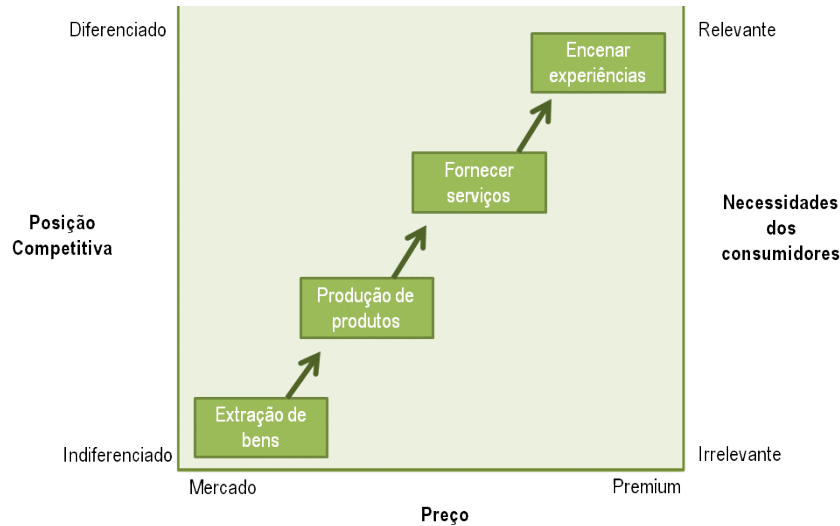 Diferenciado
Relevante
Encenar
experiências
Fornecer
serviços
Posição
Competitiva
Necessidades
dos
consumidores
Produção de
produtos
Extração de
bens
Indiferenciado
Irrelevante
Mercado
Premium
Preço